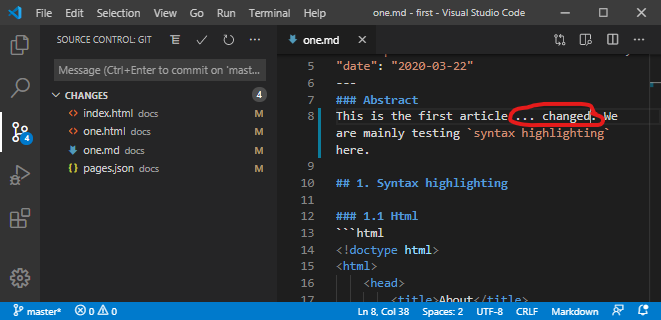 File Edit Selection View Go Run Terminal Help one.md - first - Visual Studio Code
SOURCE CONTROL: GIT
Message (Ctrl+Enter to commit on 'mast...
CHANGES 4
index.html docs M
one.html docs M
one.md docs M
pages.json docs M
4
one.md
5 "date": "2020-03-22"
6 ---
7 ### Abstract
8 This is the first article ... changed. We
are mainly testing `syntax highlighting`
here.
9
10 ## 1. Syntax highlighting
11
12 ### 1.1 Html
13 ```html
14 <!doctype html>
15 <html>
16 <head>
17 <title>About</title>
master* 0 0 Ln 8, Col 38 Spaces: 2 UTF-8 CRLF Markdown